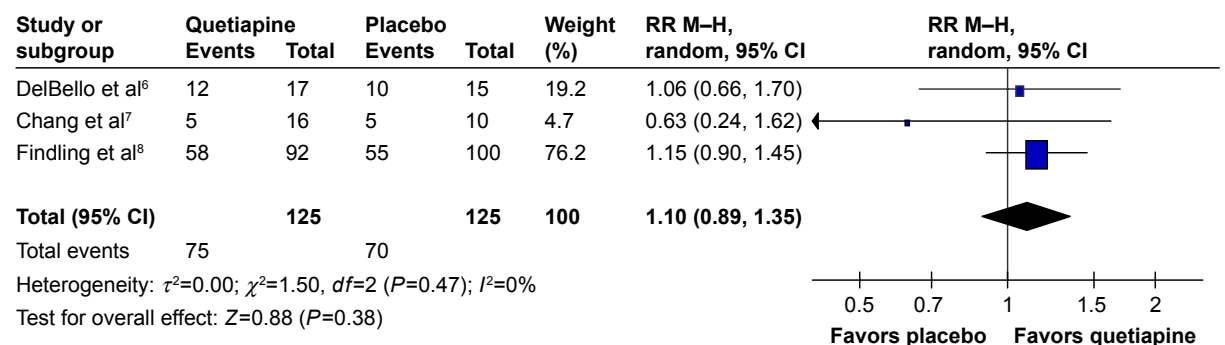 Study or Quetiapine Placebo Weight RR M–H, RR M–H,
subgroup Events Total Events Total (%) random, 95% CI random, 95% CI
DelBello et al⁶ 12 17 10 15 19.2 1.06 (0.66, 1.70)
Chang et al⁷ 5 16 5 10 4.7 0.63 (0.24, 1.62)
Findling et al⁸ 58 92 55 100 76.2 1.15 (0.90, 1.45)
Total (95% CI) 125 125 100 1.10 (0.89, 1.35)
Total events 75 70
Heterogeneity: τ²=0.00; χ²=1.50, df=2 (P=0.47); I²=0%
Test for overall effect: Z=0.88 (P=0.38)
0.5 0.7 1 1.5 2
Favors placebo Favors quetiapine